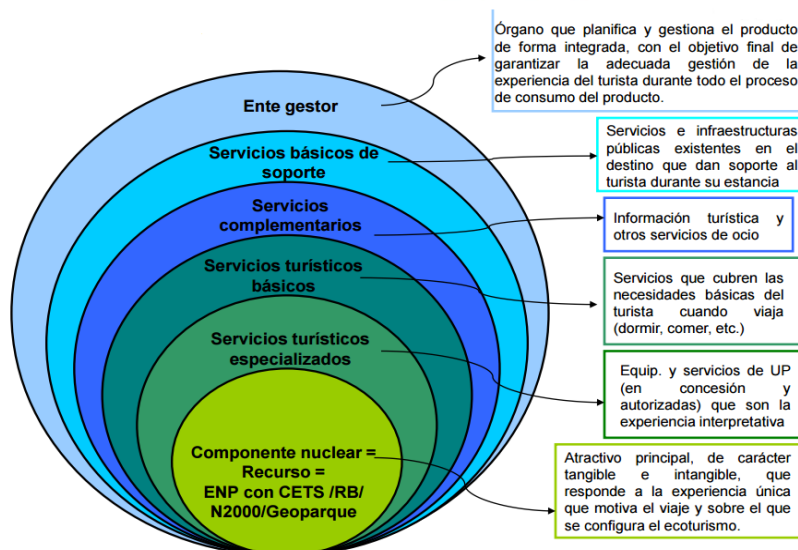 Órgano que planifica y gestiona el producto
de forma integrada, con el objetivo final de
garantizar la adecuada gestión de la
experiencia del turista durante todo el proceso
de consumo del producto.
Ente gestor
Servicios básicos de
soporte
Servicios e infraestructuras
públicas existentes en el
destino que dan soporte al
turista durante su estancia
Servicios
complementarios
Información turística y
otros servicios de ocio
Servicios turísticos
básicos
Servicios que cubren las
necesidades básicas del
turista cuando viaja
(dormir, comer, etc.)
Servicios turísticos
especializados
Equip. y servicios de UP
(en concesión y
autorizadas) que son la
experiencia interpretativa
Componente nuclear =
Recurso =
ENP con CETS /RB/
N2000/Geoparque
Atractivo principal, de carácter
tangible e intangible, que
responde a la experiencia única
que motiva el viaje y sobre el que
se configura el ecoturismo.